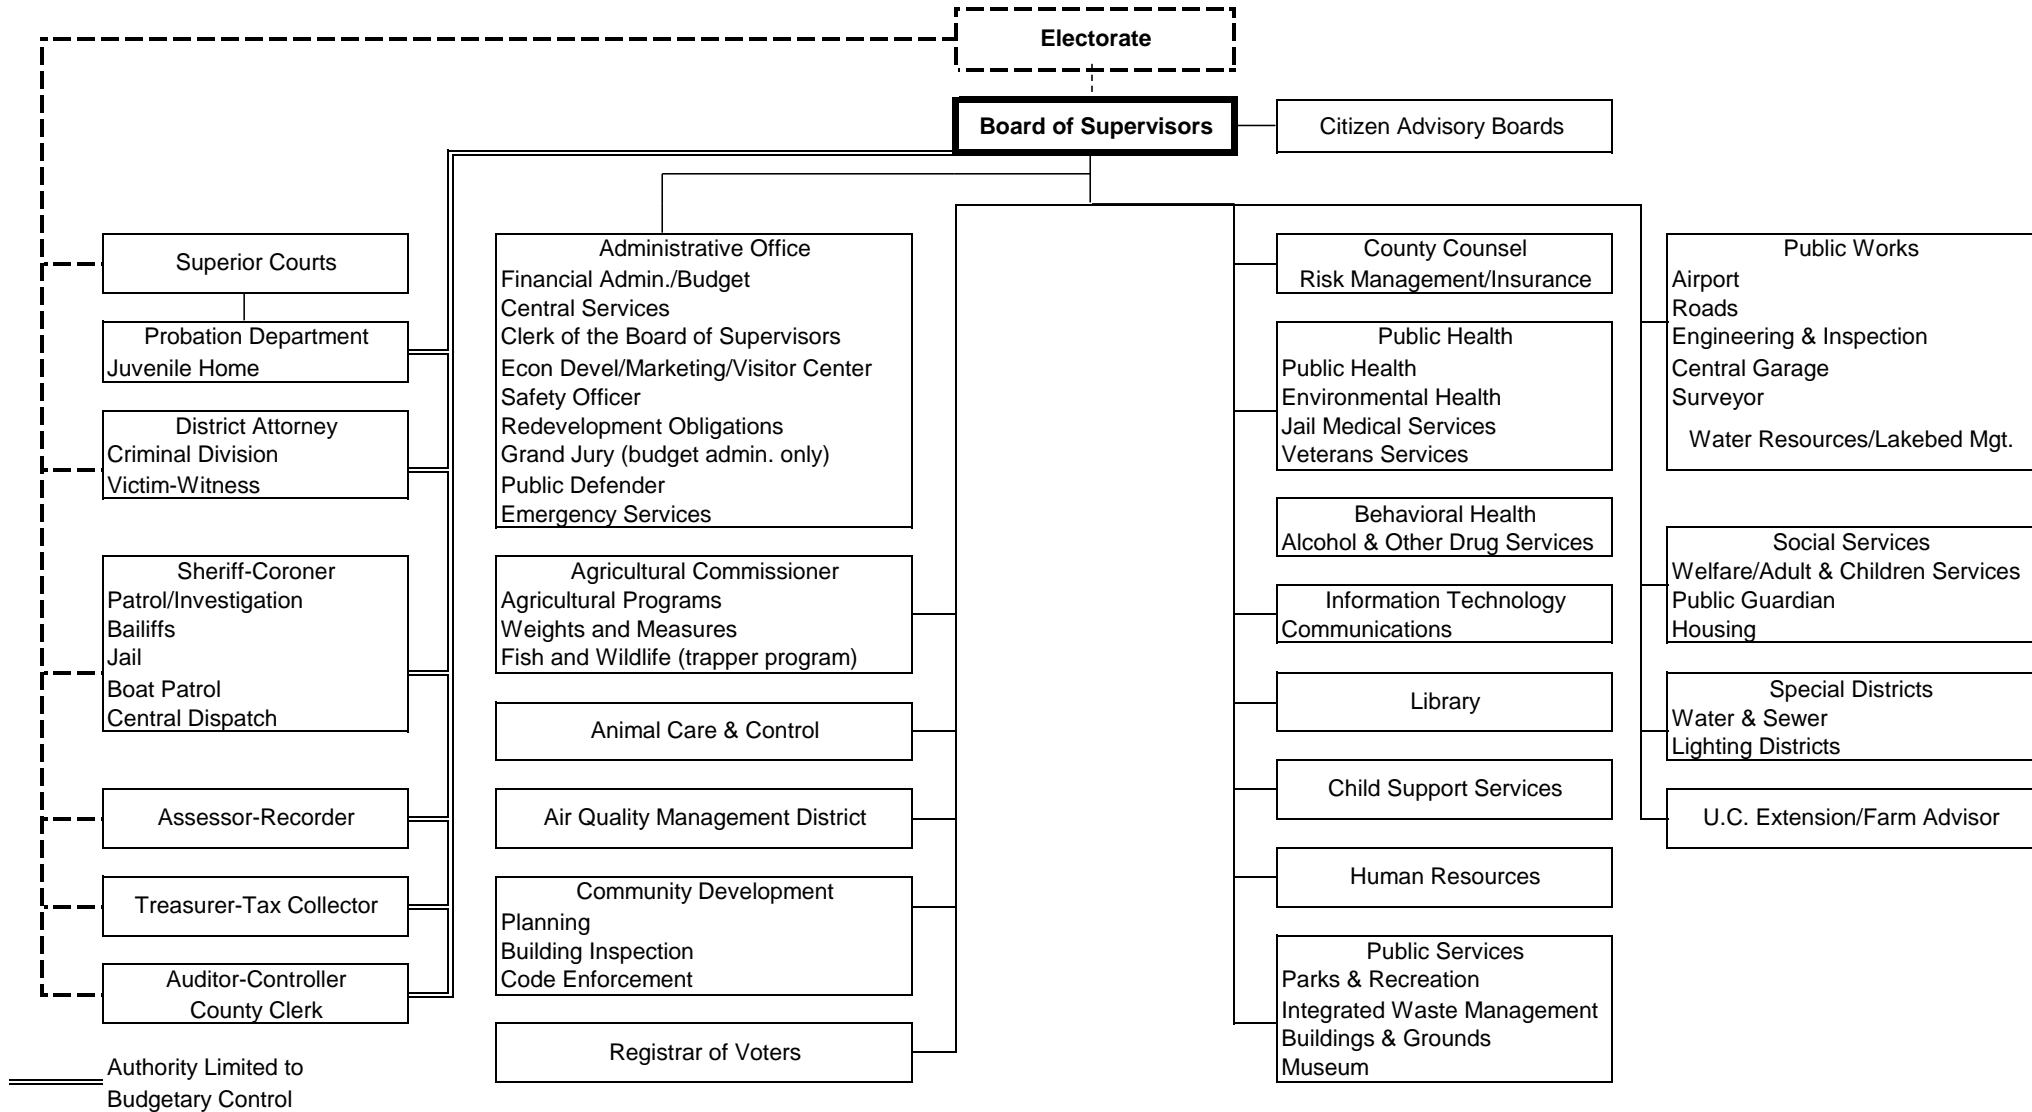 Electorate
Board of Supervisors
Citizen Advisory Boards
Superior Courts
Probation Department
Juvenile Home
District Attorney
Criminal Division
Victim-Witness
Sheriff-Coroner
Patrol/Investigation
Bailiffs
Jail
Boat Patrol
Central Dispatch
Assessor-Recorder
Treasurer-Tax Collector
Auditor-Controller
County Clerk
Authority Limited to
Budgetary Control
Administrative Office
Financial Admin./Budget
Central Services
Clerk of the Board of Supervisors
Econ Devel/Marketing/Visitor Center
Safety Officer
Redevelopment Obligations
Grand Jury (budget admin. only)
Public Defender
Emergency Services
Agricultural Commissioner
Agricultural Programs
Weights and Measures
Fish and Wildlife (trapper program)
Animal Care & Control
Air Quality Management District
Community Development
Planning
Building Inspection
Code Enforcement
Registrar of Voters
County Counsel
Risk Management/Insurance
Public Health
Public Health
Environmental Health
Jail Medical Services
Veterans Services
Behavioral Health
Alcohol & Other Drug Services
Information Technology
Communications
Library
Child Support Services
Human Resources
Public Services
Parks & Recreation
Integrated Waste Management
Buildings & Grounds
Museum
Public Works
Airport
Roads
Engineering & Inspection
Central Garage
Surveyor
Water Resources/Lakebed Mgt.
Social Services
Welfare/Adult & Children Services
Public Guardian
Housing
Special Districts
Water & Sewer
Lighting Districts
U.C. Extension/Farm Advisor